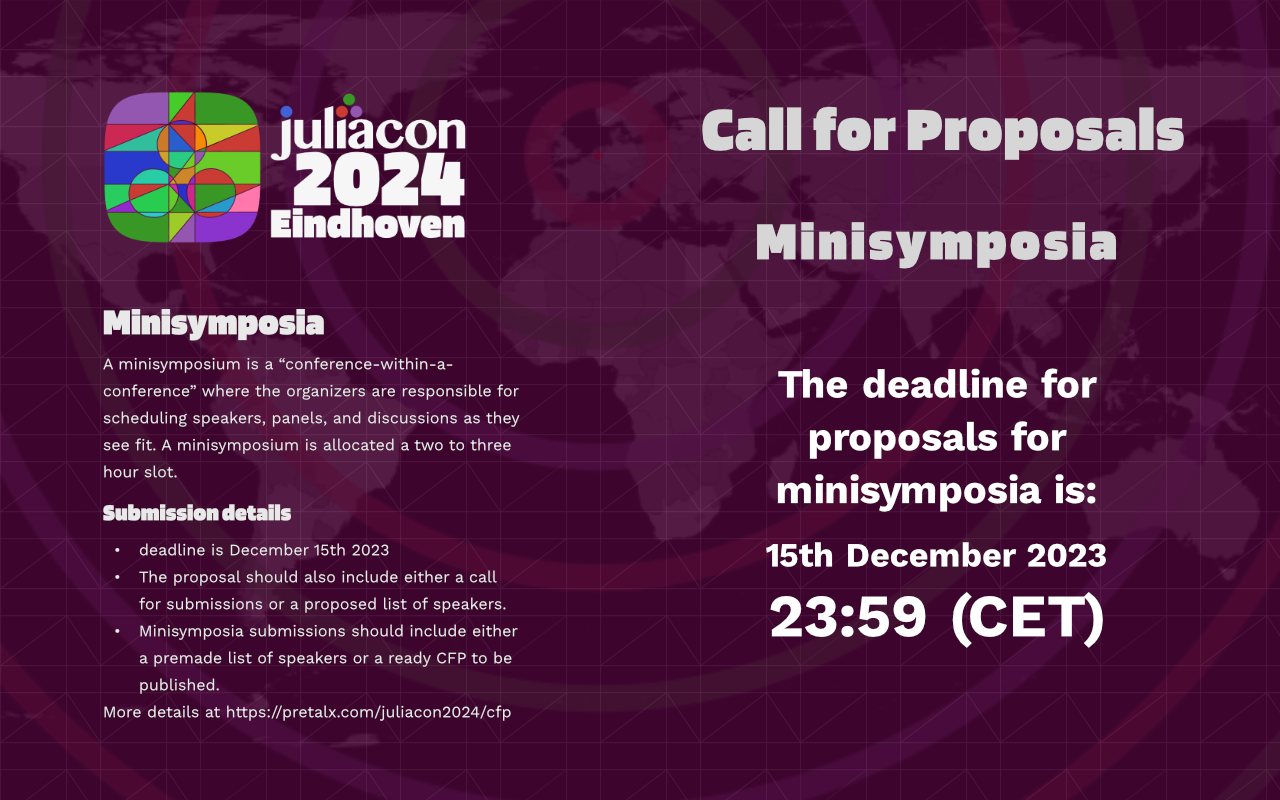 juliacon
2024
Eindhoven
Minisymposia
A minisymposium is a “conference-within-a-
conference” where the organizers are responsible for
scheduling speakers, panels, and discussions as they
see fit. A minisymposium is allocated a two to three
hour slot.
Submission details
• deadline is December 15th 2023
• The proposal should also include either a call
for submissions or a proposed list of speakers.
• Minisymposia submissions should include either
a premade list of speakers or a ready CFP to be
published.
More details at https://pretalx.com/juliacon2024/cfp
Call for Proposals
Minisymposia
The deadline for
proposals for
minisymposia is:
15th December 2023
23:59 (CET)